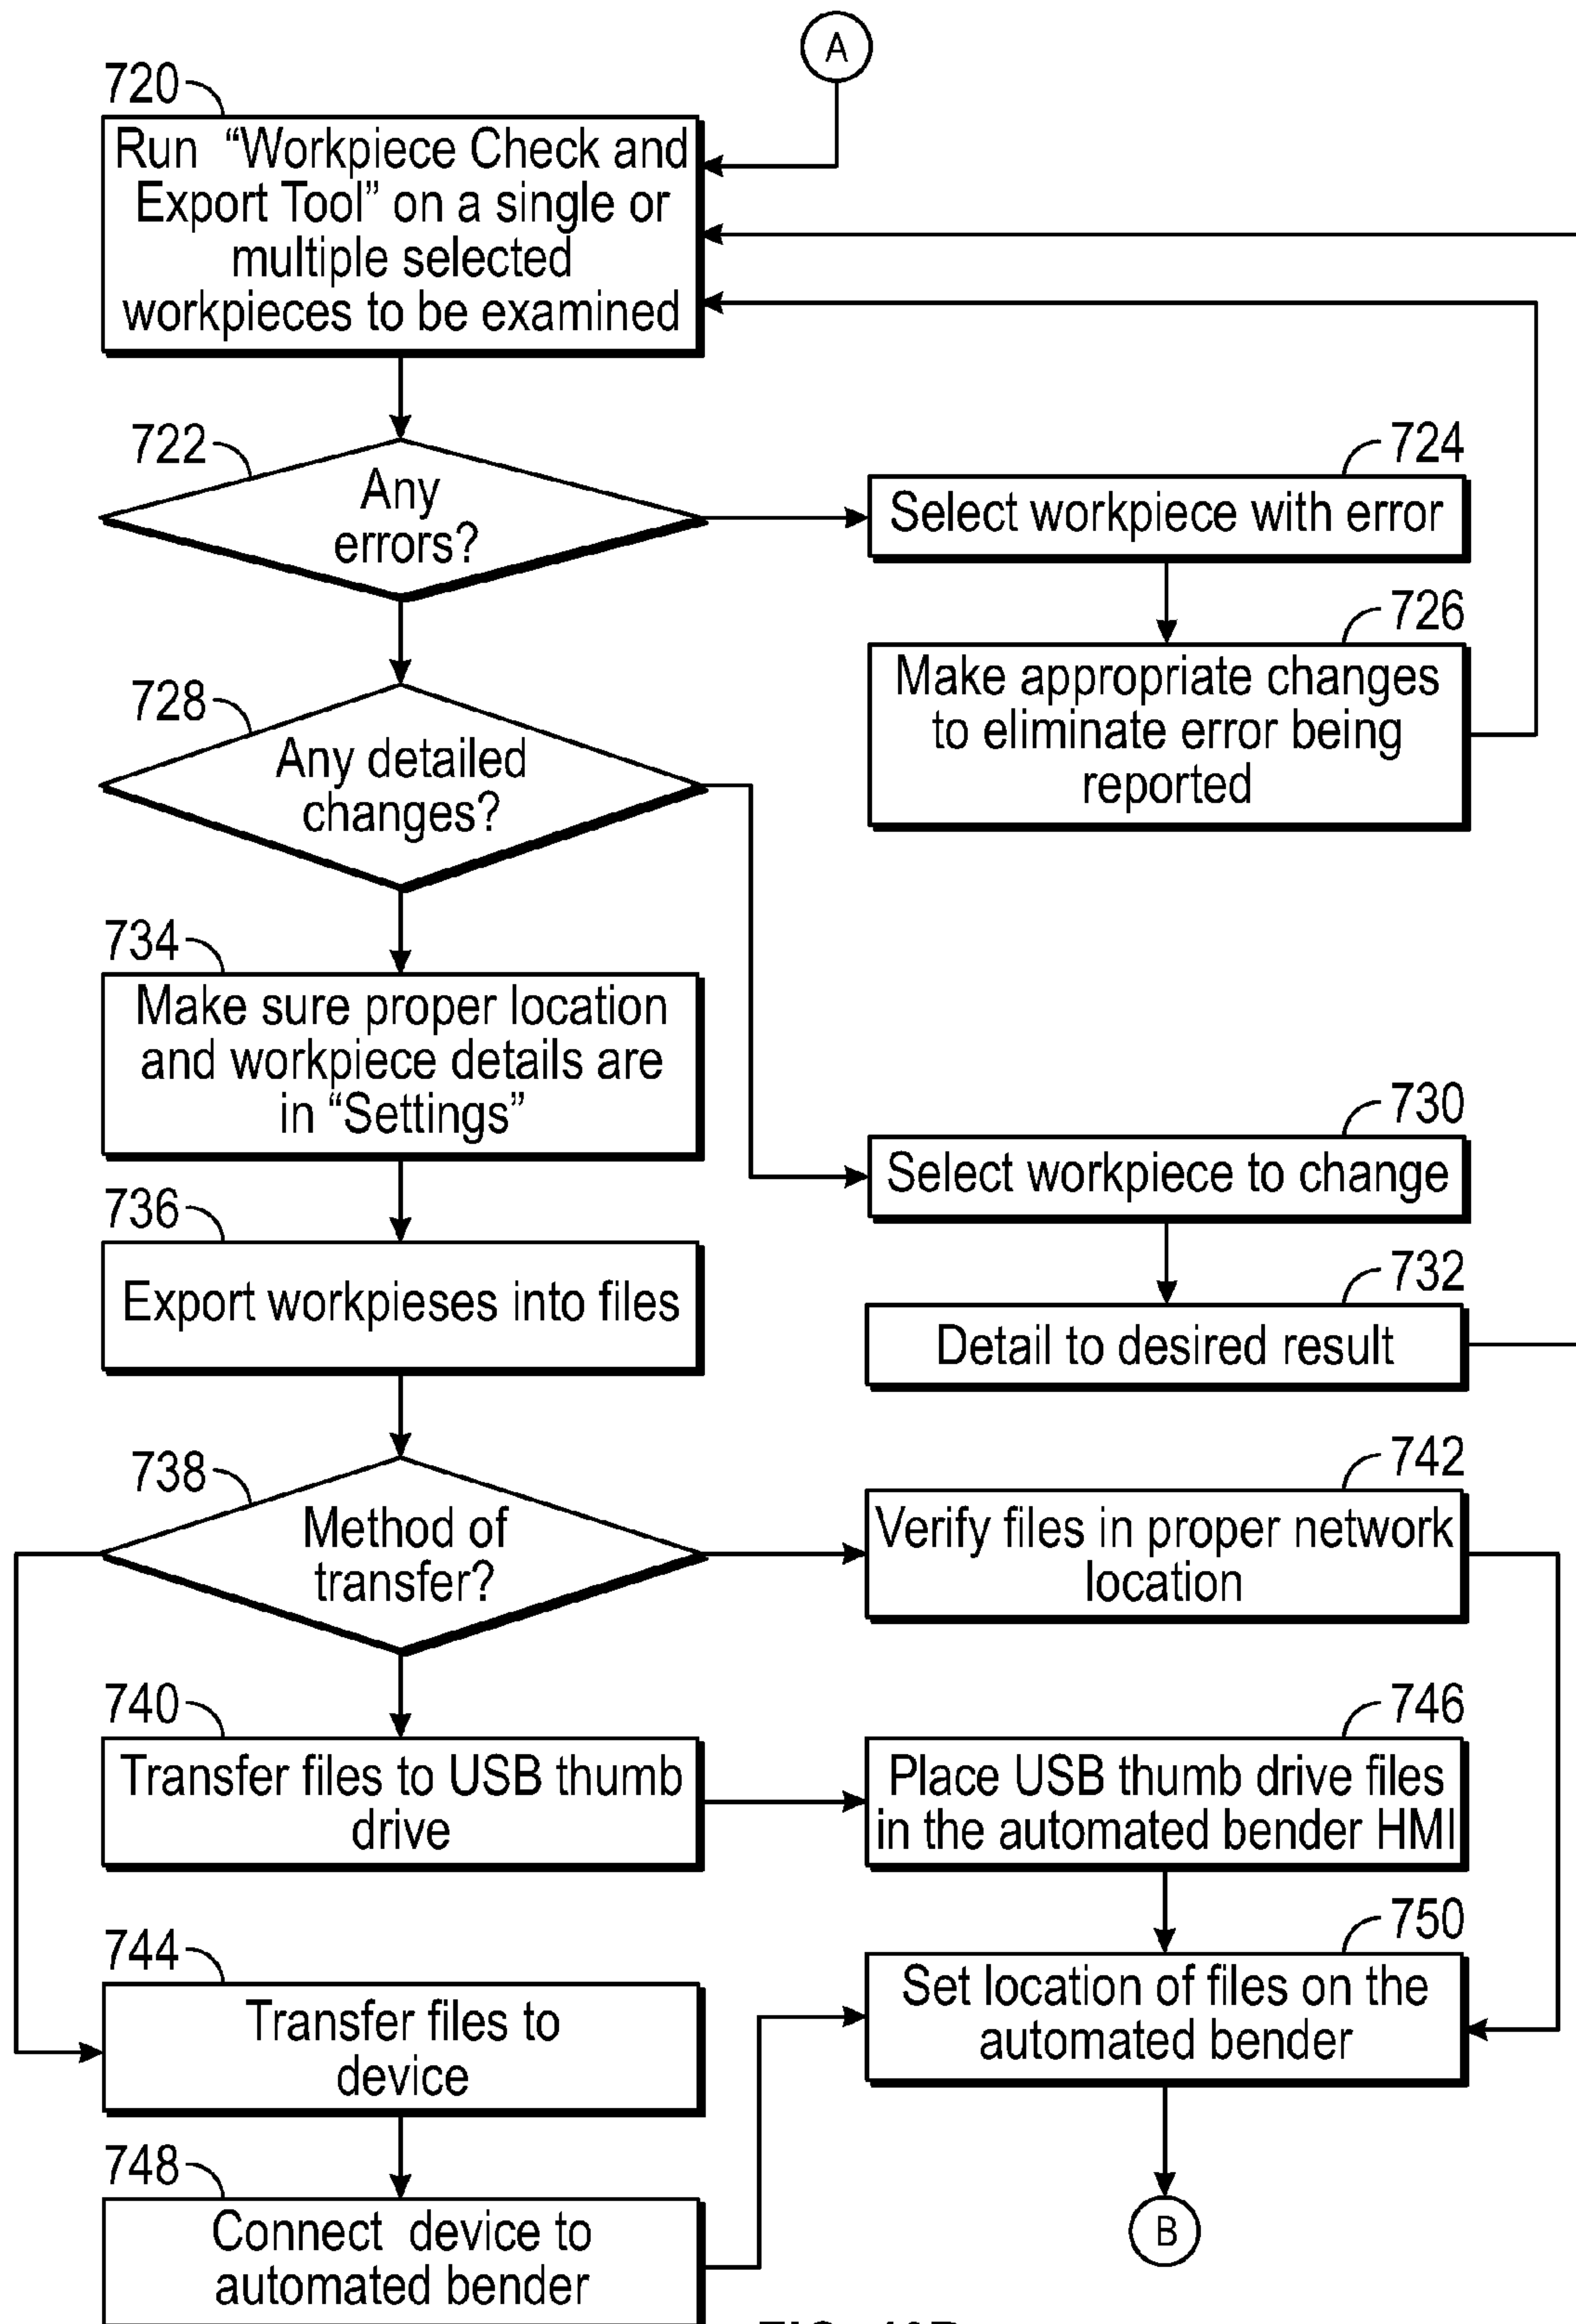 A
720
Run “Workpiece Check and
Export Tool” on a single or
multiple selected
workpieces to be examined
722
Any
errors?
724
Select workpiece with error
726
Make appropriate changes
to eliminate error being
reported
728
Any detailed
changes?
734
Make sure proper location
and workpiece details are
in “Settings”
730
Select workpiece to change
736
Export workpieses into files
732
Detail to desired result
738
Method of
transfer?
742
Verify files in proper network
location
740
Transfer files to USB thumb
drive
746
Place USB thumb drive files
in the automated bender HMI
744
Transfer files to
device
750
Set location of files on the
automated bender
748
Connect device to
automated bender
B